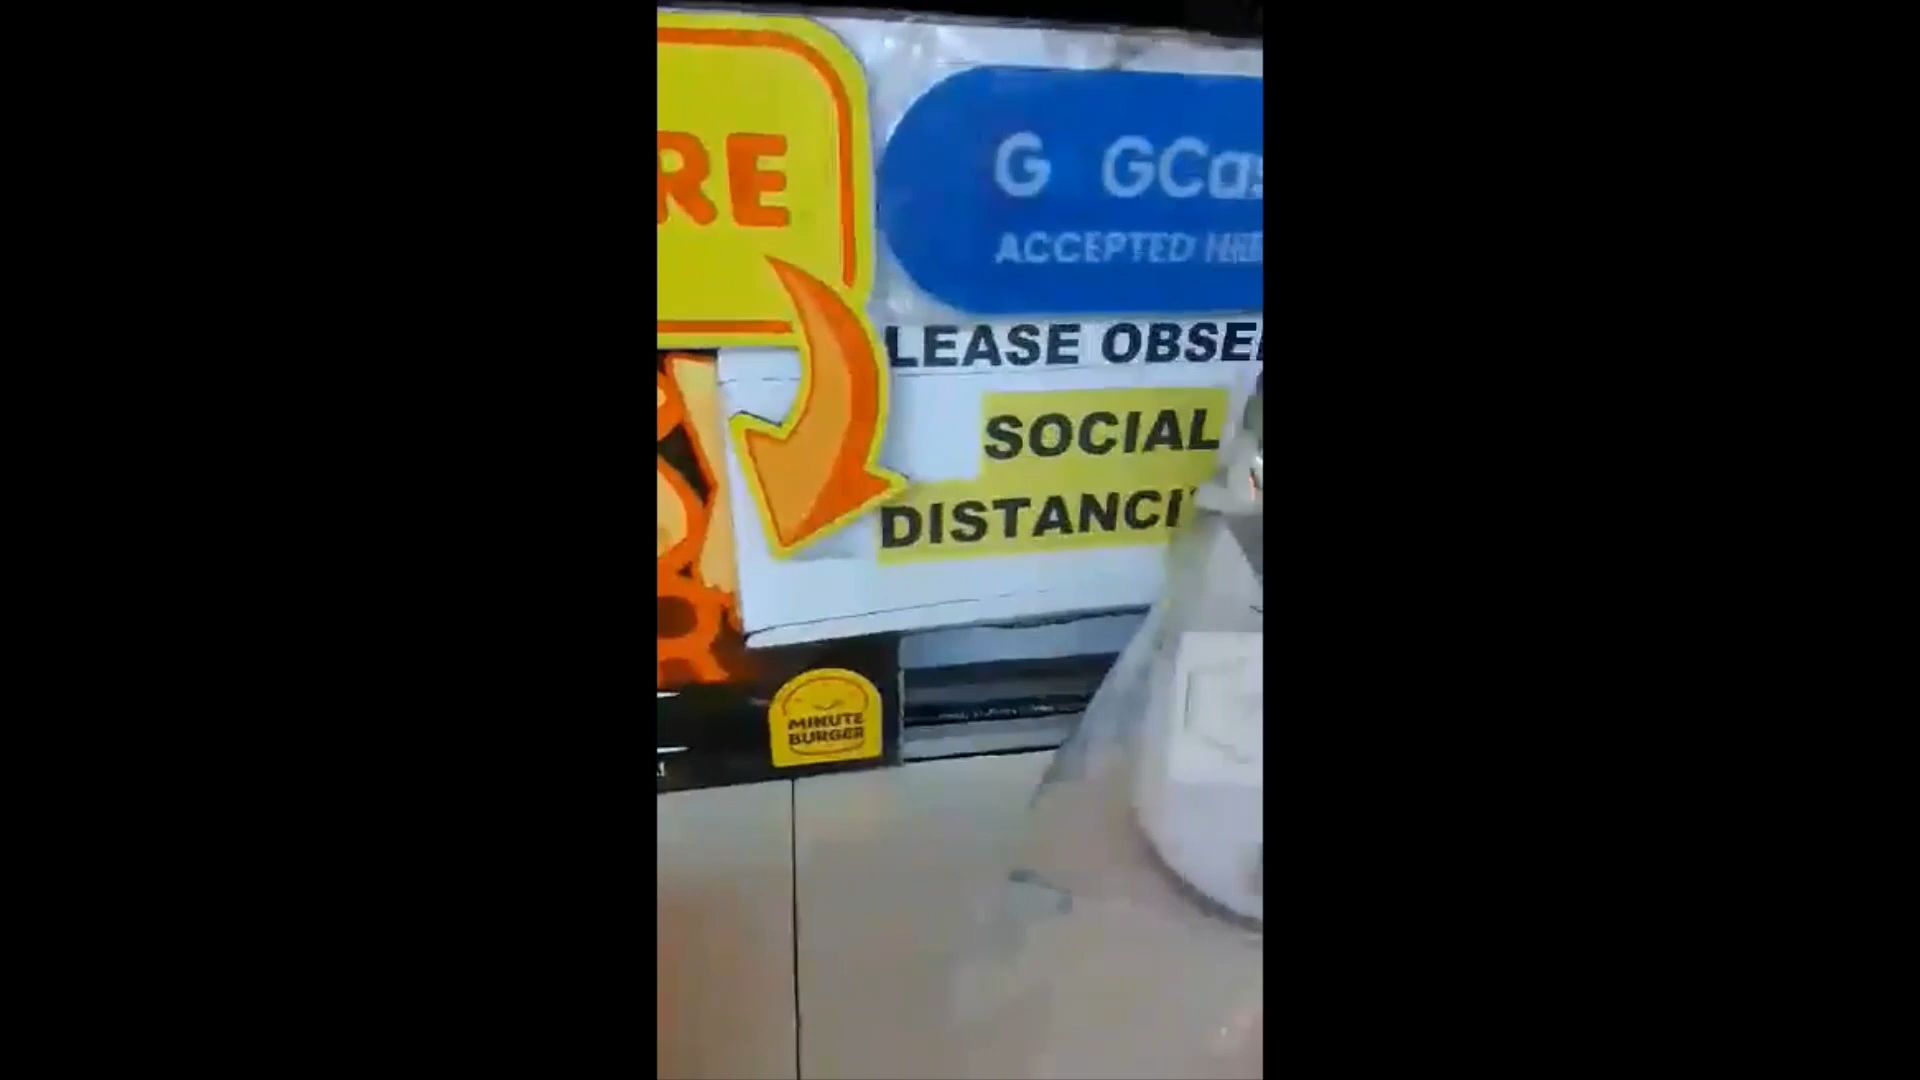 RE
G GCas
ACCEPTED
LEASE OBSE
SOCIAL
DISTANCI
MINUTE
BURGER